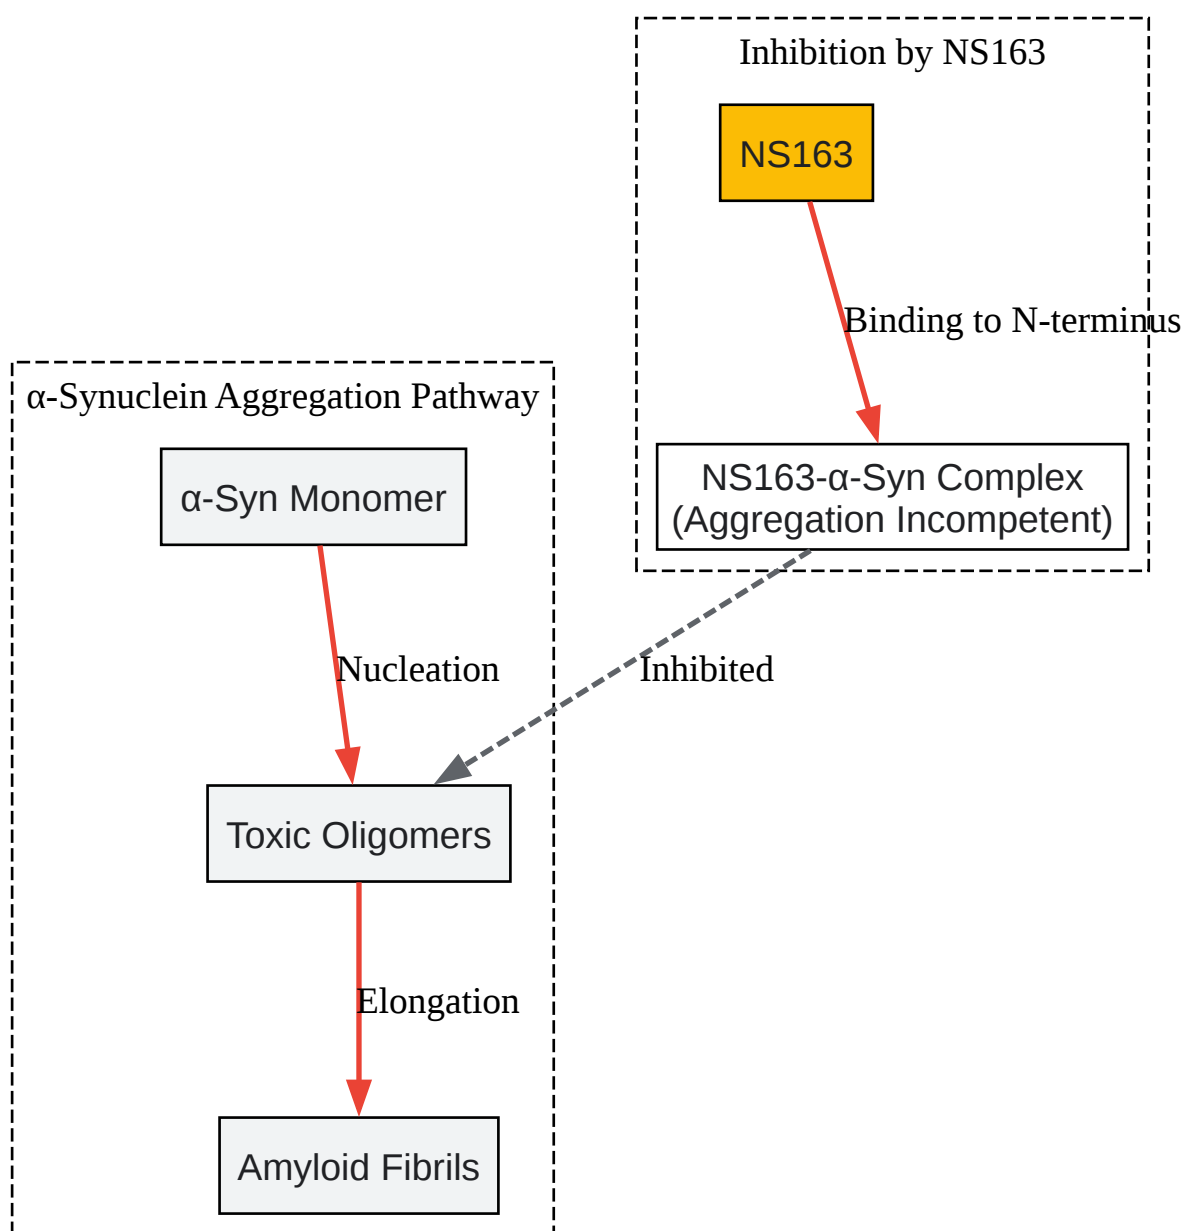 Inhibition by NS163
NS163
Binding to N-terminus
NS163-α-Syn Complex
(Aggregation Incompetent)
Inhibited
α-Synuclein Aggregation Pathway
α-Syn Monomer
Nucleation
Toxic Oligomers
Elongation
Amyloid Fibrils